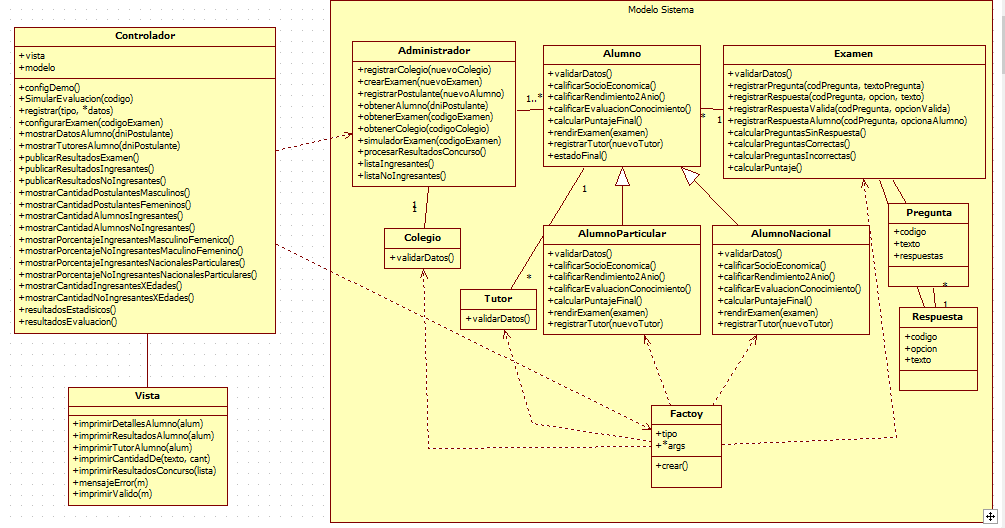 Modelo Sistema
Controlador
+vista
+modelo
+configDemo()
+SimularEvaluacion(codigo)
+registrar(tipo, *datos)
+configurarExamen(codigoExamen)
+mostrarDatosAlumno(dniPostulante)
+mostrarTutoresAlumno(dniPostulante)
+publicarResultadosExamen()
+publicarResultadosIngresantes()
+publicarResultadosNoIngresantes()
+mostrarCantidadPostulantesMasculinos()
+mostrarCantidadPostulantesFemeninos()
+mostrarCantidadAlumnosIngresantes()
+mostrarCantidadAlumnosNoIngresantes()
+mostrarPorcentajeIngresantesMasculinoFemenico()
+mostrarPorcentajeNoIngresantesMaculinoFemenino()
+mostrarPorcentargeIngresantesNacionalesParticulares()
+mostrarPorcentajeNoIngresantesNacionalesParticulares()
+mostrarCantidadIngresantesXEdades()
+mostrarCantidadNoIngresantesXEdades()
+resultadosEstadisicos()
+resultadosEvaluacion()
Vista
+imprimirDetallesAlumno(alum)
+imprimirResultadosAlumno(alum)
+imprimirTutorAlumno(alum)
+imprimirCantidadDe(texto, cant)
+imprimirResultadosConcurso(lista)
+mensajeError(m)
+imprimirValido(m)
Administrador
+registrarColegio(nuevoColegio)
+crearExamen(nuevoExamen)
+registrarPostulante(nuevoAlumno)
+obtenerAlumno(dniPostulante)
+obtenerExamen(codigoExamen)
+obtenerColegio(codigoColegio)
+simuladorExamen(codigoExamen)
+procesarResultadosConcurso()
+listaIngresantes()
+listaNoIngresantes()
1..*
Alumno
+validarDatos()
+calificarSocioEconomica()
+calificarRendimiento2Anio()
+calificarEvaluacionConocimiento()
+calcularPuntajeFinal()
+rendirExamen(examen)
+registrarTutor(nuevoTutor)
+estadoFinal()
*
1
Examen
+validarDatos()
+registrarPregunta(codPregunta, textoPregunta)
+registrarRespuesta(codPregunta, opcion, texto)
+registrarRespuestaValida(codPregunta, opcionValida)
+registrarRespuestaAlumno(codPregunta, opcionaAlumno)
+calcularPreguntasSinRespuesta()
+calcularPreguntasCorrectas()
+calcularPreguntasIncorrectas()
+calcularPuntaje()
1
1
Colegio
+validarDatos()
1
*
Tutor
+validarDatos()
AlumnoParticular
+validarDatos()
+calificarSocioEconomica()
+calificarRendimiento2Anio()
+calificarEvaluacionConocimiento()
+calcularPuntajeFinal()
+rendirExamen(examen)
+registrarTutor(nuevoTutor)
AlumnoNacional
+validarDatos()
+calificarSocioEconomica()
+calificarRendimiento2Anio()
+calificarEvaluacionConocimiento()
+calcularPuntajeFinal()
+rendirExamen(examen)
+registrarTutor(nuevoTutor)
Pregunta
+codigo
+texto
+respuestas
*
1
Respuesta
+codigo
+opcion
+texto
Factoy
+tipo
+*args
+crear()